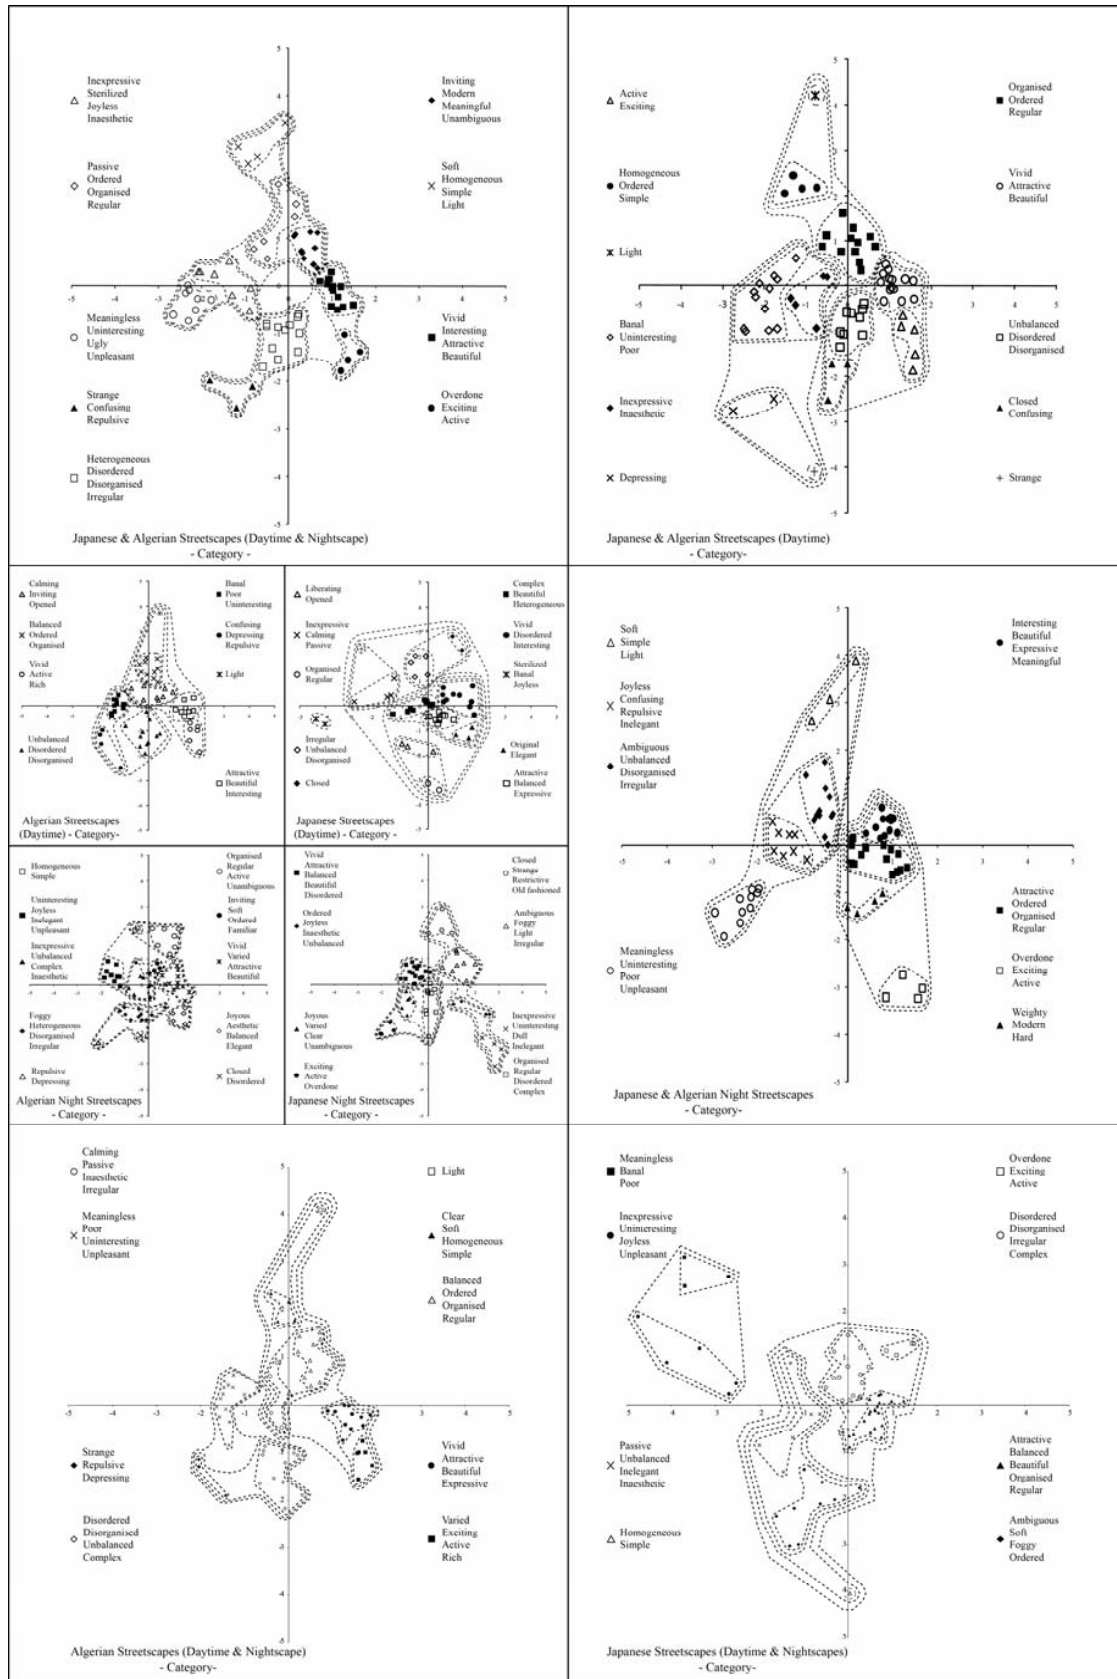 Inexpressive
Sterilized
Joyless
Inaesthetic
Inviting
Modern
Meaningful
Unambiguous
Passive
Ordered
Organised
Regular
Soft
Homogeneous
Simple
Light
Meaningless
Uninteresting
Ugly
Unpleasant
Vivid
Interesting
Attractive
Beautiful
Strange
Confusing
Repulsive
Overdone
Exciting
Active
Heterogeneous
Disordered
Disorganised
Irregular
Japanese & Algerian Streetscapes (Daytime & Nightscape)
- Category -
Active
Exciting
Organised
Ordered
Regular
Homogeneous
Ordered
Simple
Vivid
Attractive
Beautiful
Light
Banal
Uninteresting
Poor
Unbalanced
Disordered
Disorganised
Inexpressive
Inaesthetic
Closed
Confusing
Depressing
Strange
Japanese & Algerian Streetscapes (Daytime)
- Category-
Calming
Inviting
Opened
Banal
Poor
Uninteresting
Balanced
Ordered
Organised
Confusing
Depressing
Repulsive
Vivid
Active
Rich
Light
Unbalanced
Disordered
Disorganised
Attractive
Beautiful
Interesting
Algerian Streetscapes
(Daytime) - Category-
Liberating
Opened
Complex
Beautiful
Heterogeneous
Inexpressive
Calming
Passive
Vivid
Disordered
Interesting
Organised
Regular
Sterilized
Banal
Joyless
Irregular
Unbalanced
Disorganised
Original
Elegant
Closed
Attractive
Balanced
Expressive
Japanese Streetscapes
(Daytime) - Category-
Soft
Simple
Light
Interesting
Beautiful
Expressive
Meaningful
Joyless
Confusing
Repulsive
Inelegant
Ambiguous
Unbalanced
Disorganised
Irregular
Attractive
Ordered
Organised
Regular
Meaningless
Uninteresting
Poor
Unpleasant
Overdone
Exciting
Active
Weighty
Modern
Hard
Japanese & Algerian Night Streetscapes
- Category-
Homogeneous
Simple
Organised
Regular
Active
Unambiguous
Uninteresting
Joyless
Inelegant
Unpleasant
Inviting
Soft
Ordered
Familiar
Inexpressive
Unbalanced
Complex
Inaesthetic
Vivid
Varied
Attractive
Beautiful
Foggy
Heterogeneous
Disorganised
Irregular
Joyous
Aesthetic
Balanced
Elegant
Repulsive
Depressing
Closed
Disordered
Algerian Night Streetscapes
- Category -
Vivid
Attractive
Balanced
Beautiful
Disordered
Closed
Strange
Restrictive
Old fashioned
Ordered
Joyless
Inaesthetic
Unbalanced
Ambiguous
Foggy
Light
Irregular
Joyous
Varied
Clear
Unambiguous
Inexpressive
Uninteresting
Dull
Inelegant
Exciting
Active
Overdone
Organised
Regular
Disordered
Complex
Japanese Night Streetscapes
- Category -
Calming
Passive
Inaesthetic
Irregular
Light
Meaningless
Poor
Uninteresting
Unpleasant
Clear
Soft
Homogeneous
Simple
Balanced
Ordered
Organised
Regular
Strange
Repulsive
Depressing
Vivid
Attractive
Beautiful
Expressive
Disordered
Disorganised
Unbalanced
Complex
Varied
Exciting
Active
Rich
Algerian Streetscapes (Daytime & Nightscape)
- Category-
Meaningless
Banal
Poor
Overdone
Exciting
Active
Inexpressive
Uninteresting
Joyless
Unpleasant
Disordered
Disorganised
Irregular
Complex
Passive
Unbalanced
Inelegant
Inaesthetic
Attractive
Balanced
Beautiful
Organised
Regular
Homogeneous
Simple
Ambiguous
Soft
Foggy
Ordered
Japanese Streetscapes (Daytime & Nightscapes)
- Category-